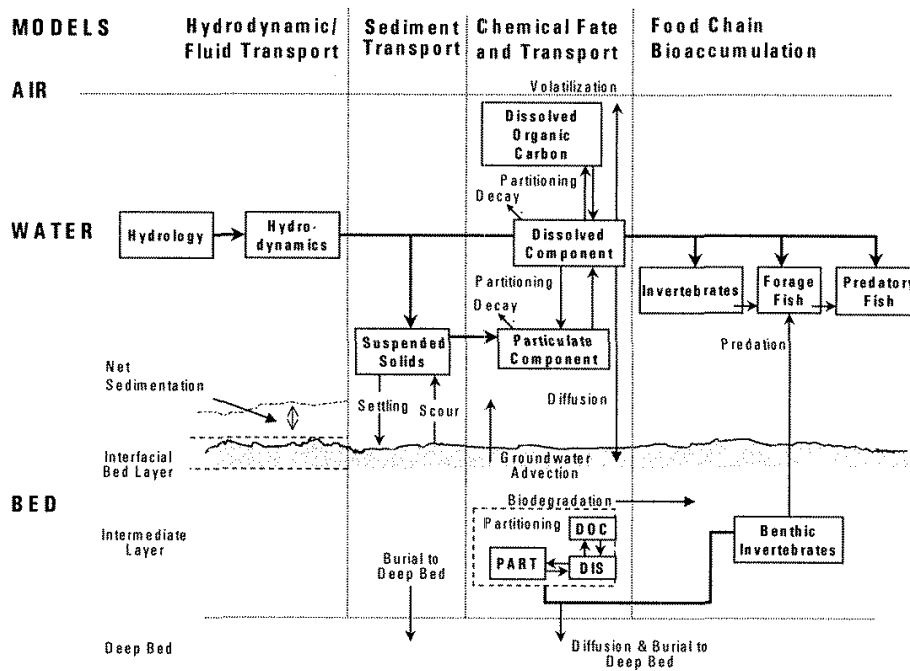 MODELS
Hydrodynamic/
Fluid Transport
Sediment
Transport
Chemical Fate
and Transport
Food Chain
Bioaccumulation
AIR
Volatilization
Dissolved
Organic
Carbon
Partitioning
Decay
WATER
Hydrology
Hydro-
dynamics
Dissolved
Component
Partitioning
Decay
Invertebrates
Forage
Fish
Predatory
Fish
Suspended
Solids
Particulate
Component
Predation
Net
Sedimentation
Settling
Scour
Diffusion
Interfacial
Bed Layer
Groundwater
Advection
BED
Biodegradation
Intermediate
Layer
Partitioning
DOC
PART
DIS
Benthic
Invertebrates
Burial to
Deep Bed
Deep Bed
Diffusion & Burial to
Deep Bed